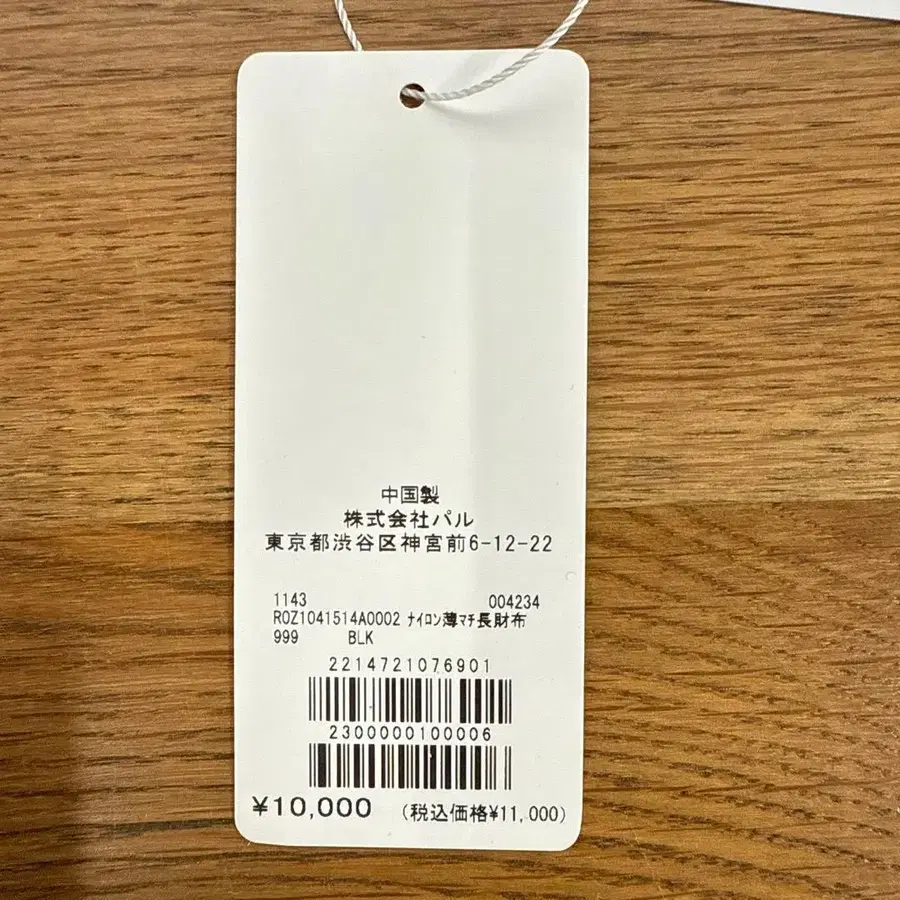 中国製
株式会社パル
東京都渋谷区神宮前6-12-22
1143 004234
ROZ1041514A0002 ﾅｲﾛﾝ薄ﾏﾁ長財布
999 BLK
2214721076901
2300000100006
¥10,000 (税込価格¥11,000)